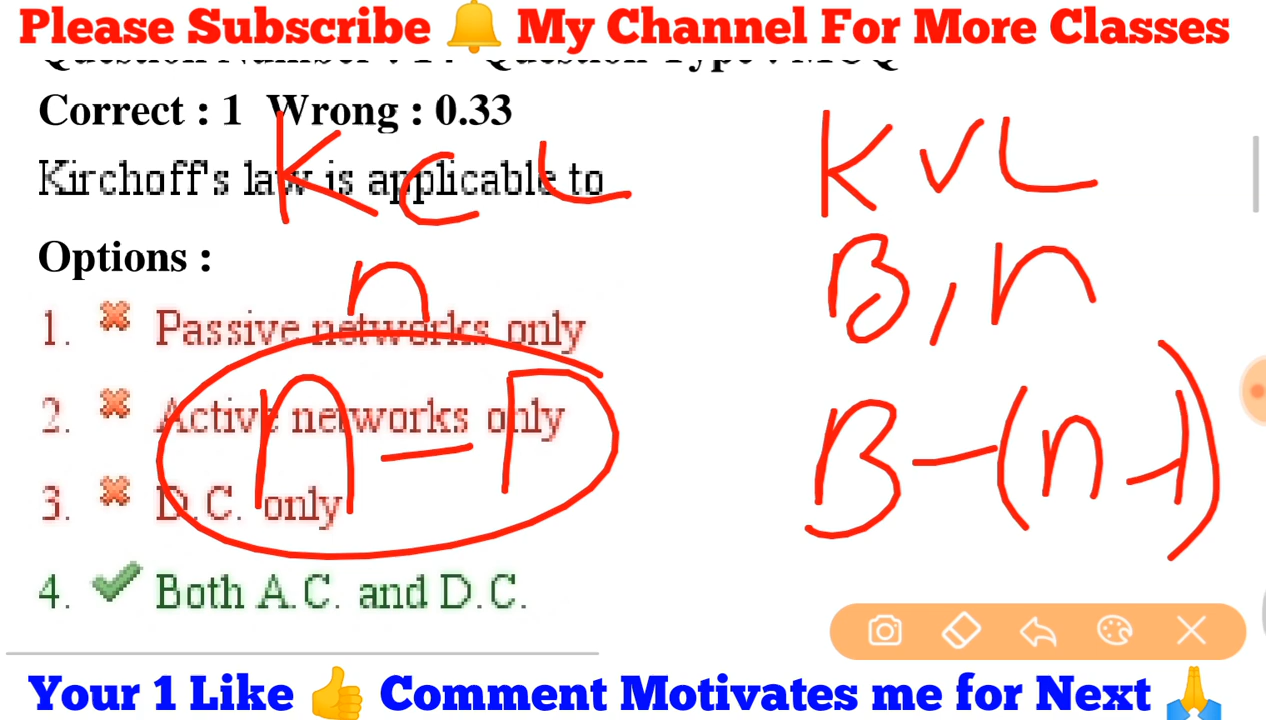 Please Subscribe 🔔 My Channel For More Classes
Correct : 1 Wrong : 0.33
Kirchoff's law is applicable to
KCL
KVL
Options :
n
B, n
1. Passive networks only
2. Active networks only
n - 1
B - (n - 1)
3. D.C. only
4. Both A.C. and D.C.
Your 1 Like 👍 Comment Motivates me for Next 🙏